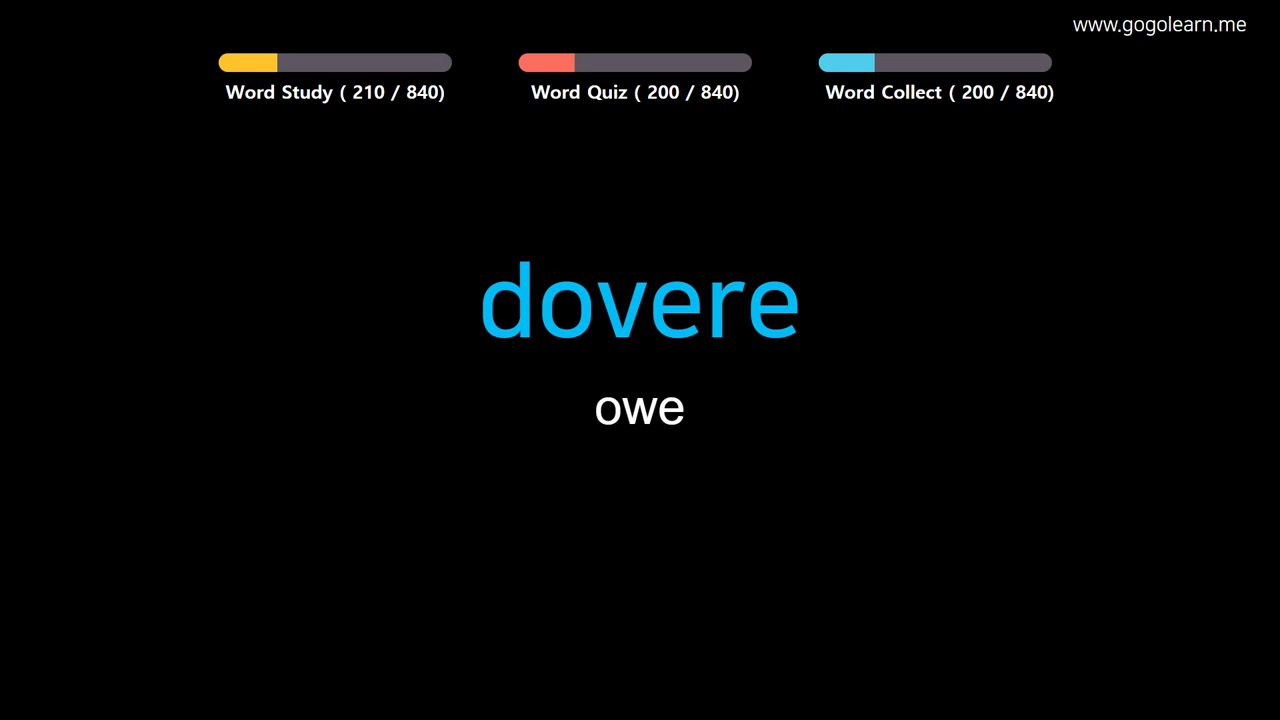 www.gogolearn.me
Word Study ( 210 / 840)
Word Quiz ( 200 / 840)
Word Collect ( 200 / 840)
dovere
owe